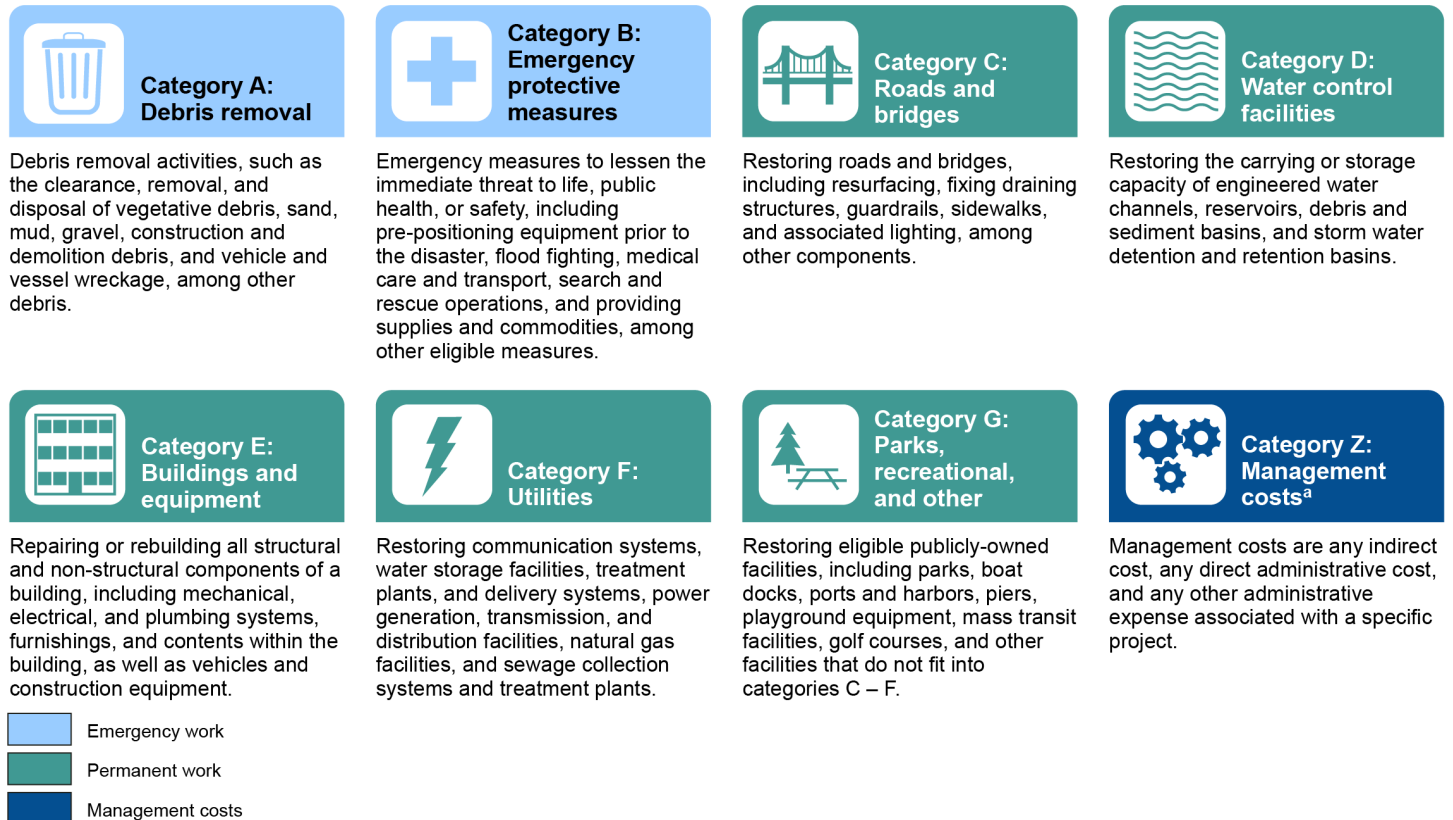 Category A:
Debris removal
Debris removal activities, such as
the clearance, removal, and
disposal of vegetative debris, sand,
mud, gravel, construction and
demolition debris, and vehicle and
vessel wreckage, among other
debris.
Category B:
Emergency
protective
measures
Emergency measures to lessen the
immediate threat to life, public
health, or safety, including
pre-positioning equipment prior to
the disaster, flood fighting, medical
care and transport, search and
rescue operations, and providing
supplies and commodities, among
other eligible measures.
Category C:
Roads and
bridges
Restoring roads and bridges,
including resurfacing, fixing draining
structures, guardrails, sidewalks,
and associated lighting, among
other components.
Category D:
Water control
facilities
Restoring the carrying or storage
capacity of engineered water
channels, reservoirs, debris and
sediment basins, and storm water
detention and retention basins.
Category E:
Buildings and
equipment
Repairing or rebuilding all structural
and non-structural components of a
building, including mechanical,
electrical, and plumbing systems,
furnishings, and contents within the
building, as well as vehicles and
construction equipment.
Category F:
Utilities
Restoring communication systems,
water storage facilities, treatment
plants, and delivery systems, power
generation, transmission, and
distribution facilities, natural gas
facilities, and sewage collection
systems and treatment plants.
Category G:
Parks,
recreational,
and other
Restoring eligible publicly-owned
facilities, including parks, boat
docks, ports and harbors, piers,
playground equipment, mass transit
facilities, golf courses, and other
facilities that do not fit into
categories C – F.
Category Z:
Management
costsª
Management costs are any indirect
cost, any direct administrative cost,
and any other administrative
expense associated with a specific
project.
Emergency work
Permanent work
Management costs